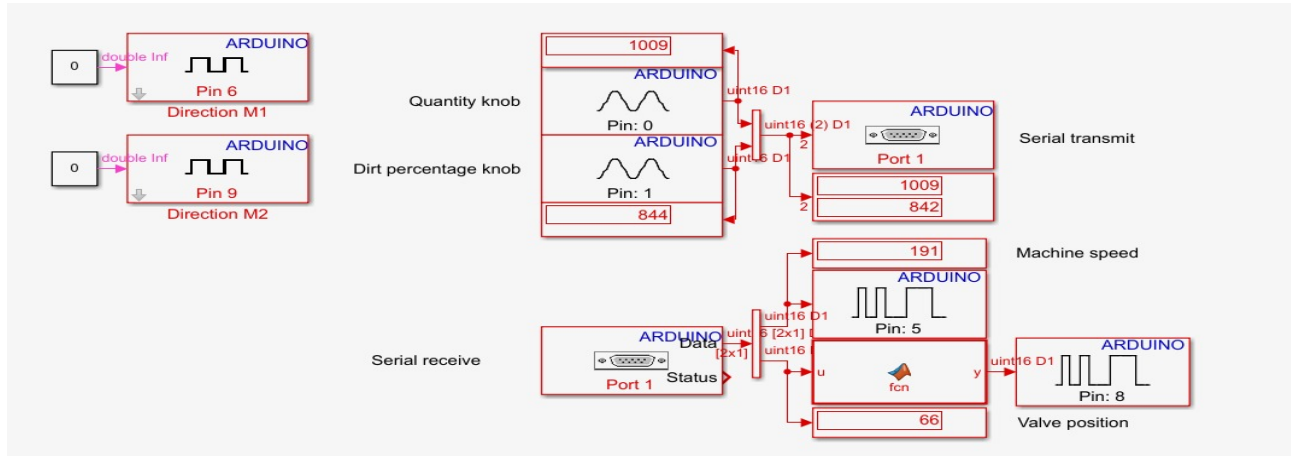 0
double Inf
ARDUINO
Pin 6
Direction M1
0
double Inf
ARDUINO
Pin 9
Direction M2
Quantity knob
1009
ARDUINO
Pin: 0
uint16 D1
Dirt percentage knob
ARDUINO
Pin: 1
844
uint16 (2) D1
2
2
ARDUINO
Port 1
Serial transmit
1009
842
191
Machine speed
ARDUINO
Pin: 5
uint16 D1
Serial receive
ARDUINO
Data
Port 1
Status
[2x1]
uint16
u
fcn
y
uint16 D1
ARDUINO
Pin: 8
66
Valve position